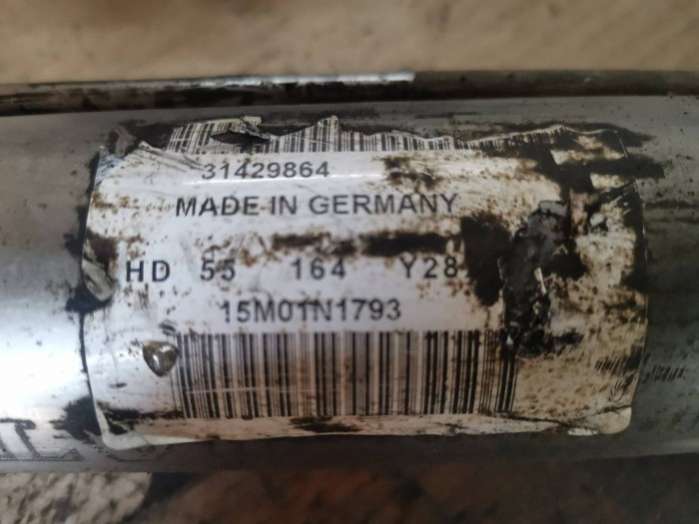 31429864
MADE IN GERMANY
HD 55 164 Y28
15M01N1793